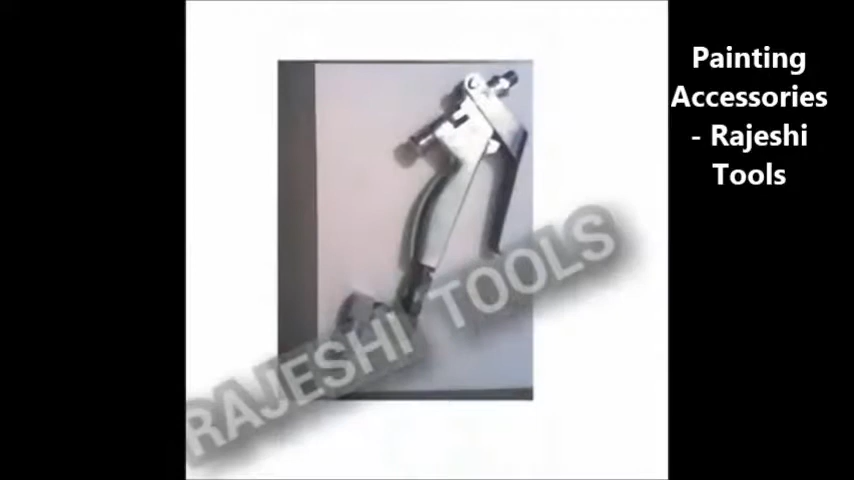 Painting
Accessories
- Rajeshi
Tools
RAJESHI TOOLS